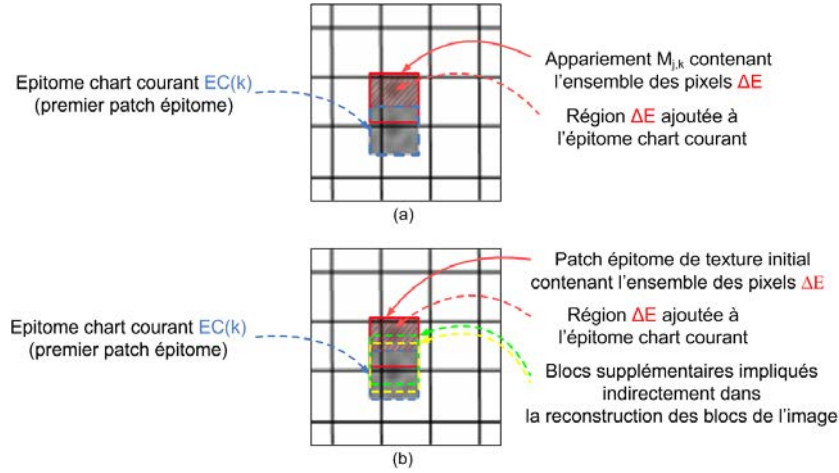 Epitome chart courant EC(k)
(premier patch épitome)
Appariement Mj,k contenant
l'ensemble des pixels ΔE
Région ΔE ajoutée à
l'épitome chart courant
(a)
Epitome chart courant EC(k)
(premier patch épitome)
Patch épitome de texture initial
contenant l'ensemble des pixels ΔE
Région ΔE ajoutée à
l'épitome chart courant
Blocs supplémentaires impliqués
indirectement dans
la reconstruction des blocs de l'image
(b)